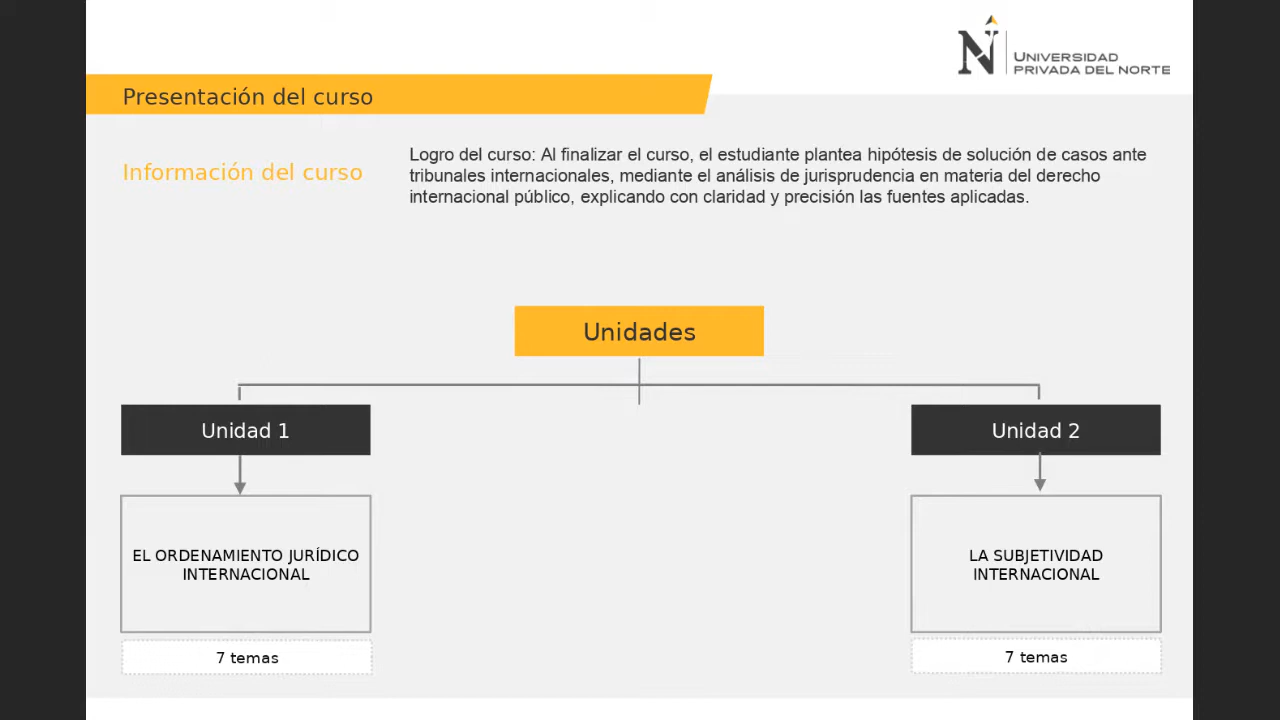 UNIVERSIDAD
PRIVADA DEL NORTE
Presentación del curso
Información del curso
Logro del curso: Al finalizar el curso, el estudiante plantea hipótesis de solución de casos ante
tribunales internacionales, mediante el análisis de jurisprudencia en materia del derecho
internacional público, explicando con claridad y precisión las fuentes aplicadas.
Unidades
Unidad 1
Unidad 2
EL ORDENAMIENTO JURÍDICO
INTERNACIONAL
LA SUBJETIVIDAD
INTERNACIONAL
7 temas
7 temas